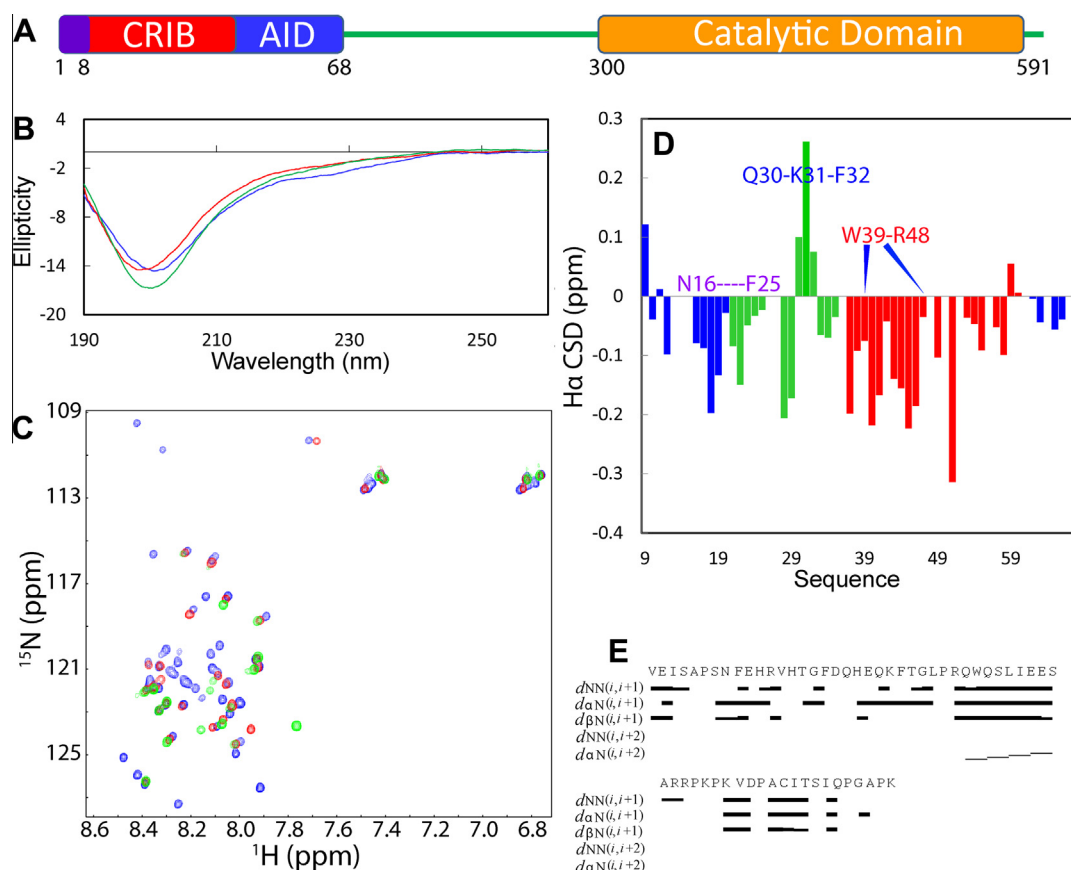 A
CRIB AID Catalytic Domain
1 8 68 300 591
B
4
-2
-8
-14
-20
190 210 230 250
Ellipticity
Wavelength (nm)
C
109
113
117
121
125
8.6 8.4 8.2 8.0 7.8 7.6 7.4 7.2 7.0 6.8
15N (ppm)
1H (ppm)
D
0.3
0.2
0.1
0
-0.1
-0.2
-0.3
-0.4
Q30-K31-F32
W39-R48
N16----F25
9 19 29 39 49 59
Hα CSD (ppm)
Sequence
E
VEISAPSNFEHRVHTGFDQHEQKFTGLPRQWQSLIEES
dNN(i,i+1)
dαN(i,i+1)
dβN(i,i+1)
dNN(i,i+2)
dαN(i,i+2)
ARRPKPKVDPACITSIQPGAPK
dNN(i,i+1)
dαN(i,i+1)
dβN(i,i+1)
dNN(i,i+2)
dαN(i,i+2)